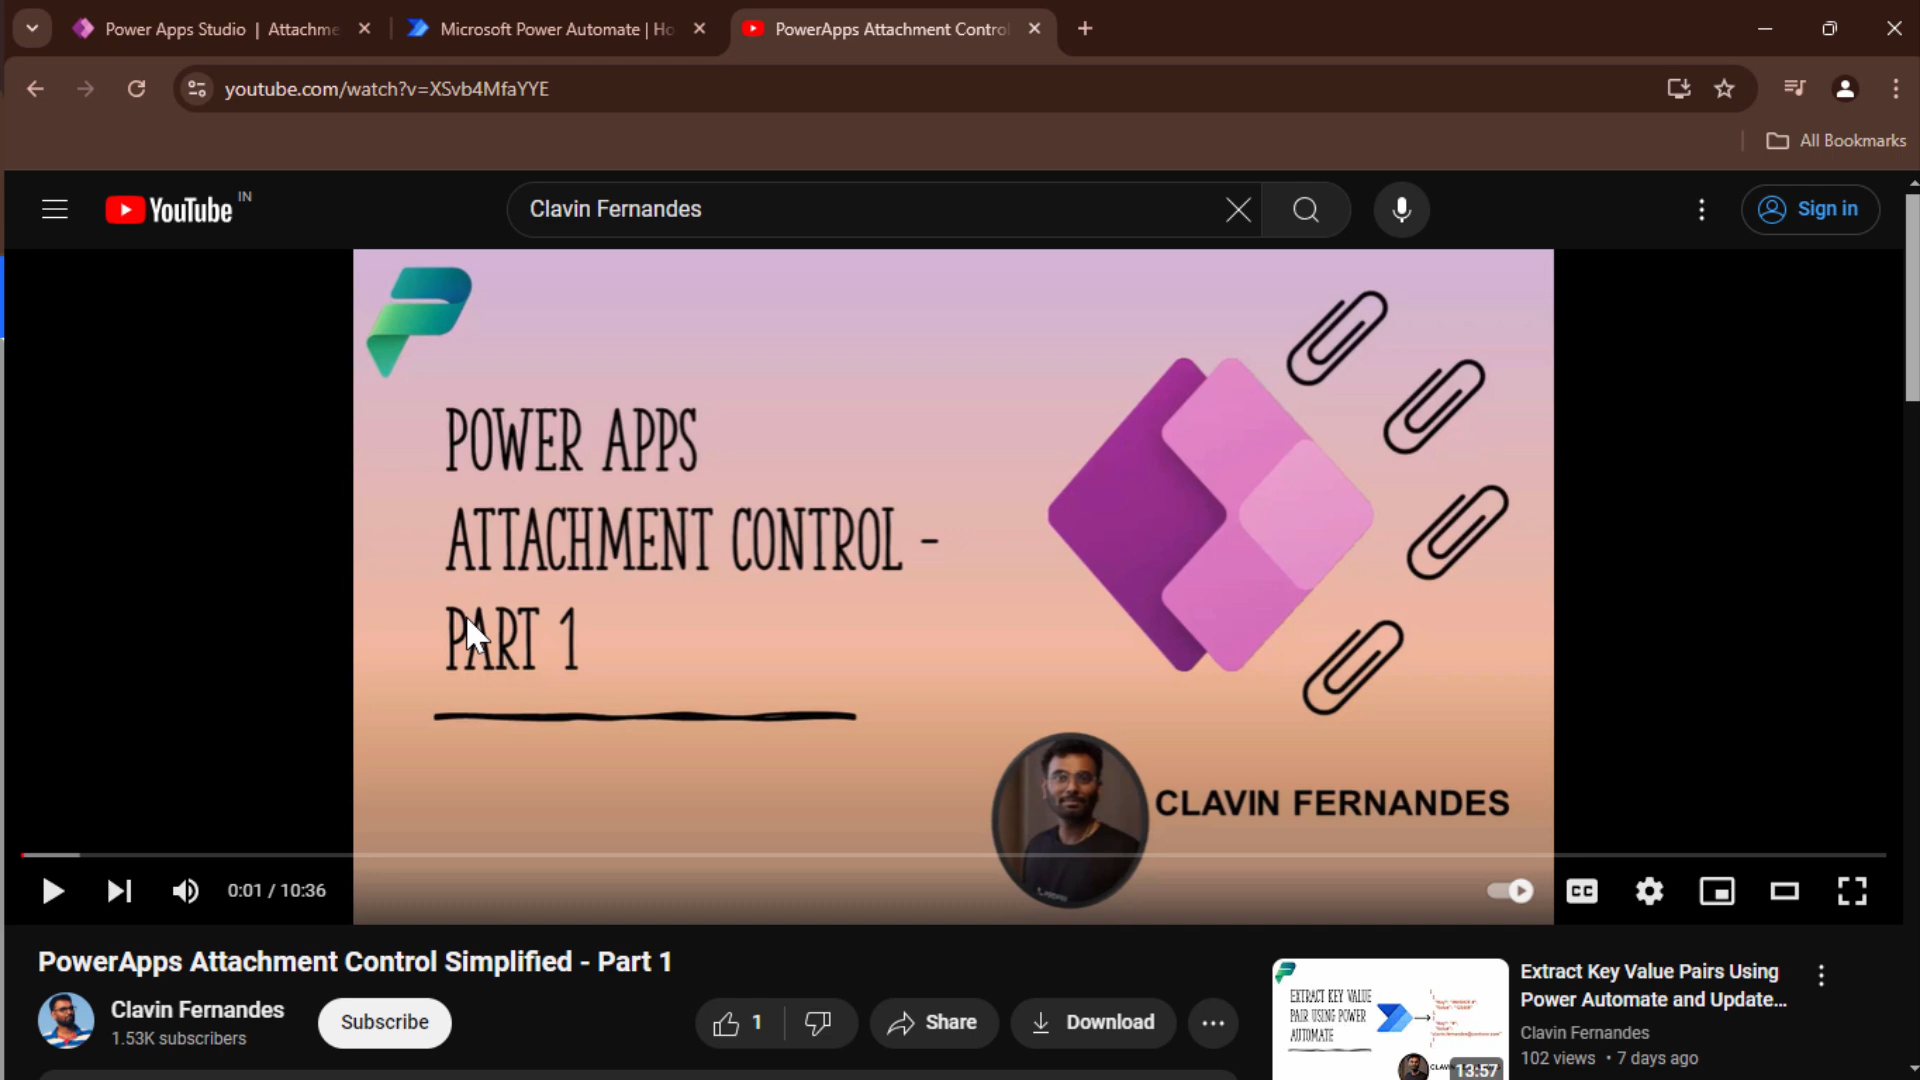 Power Apps Studio | Attachme
Microsoft Power Automate | Ho
PowerApps Attachment Contro
youtube.com/watch?v=XSvb4MfaYYE
All Bookmarks
YouTube IN
Clavin Fernandes
Sign in
POWER APPS
ATTACHMENT CONTROL -
PART 1
CLAVIN FERNANDES
0:01 / 10:36
CC
PowerApps Attachment Control Simplified - Part 1
Clavin Fernandes
1.53K subscribers
Subscribe
1
Share
Download
EXTRACT KEY VALUE
PAIR USING POWER
AUTOMATE
13:57
Extract Key Value Pairs Using
Power Automate and Update...
Clavin Fernandes
102 views • 7 days ago